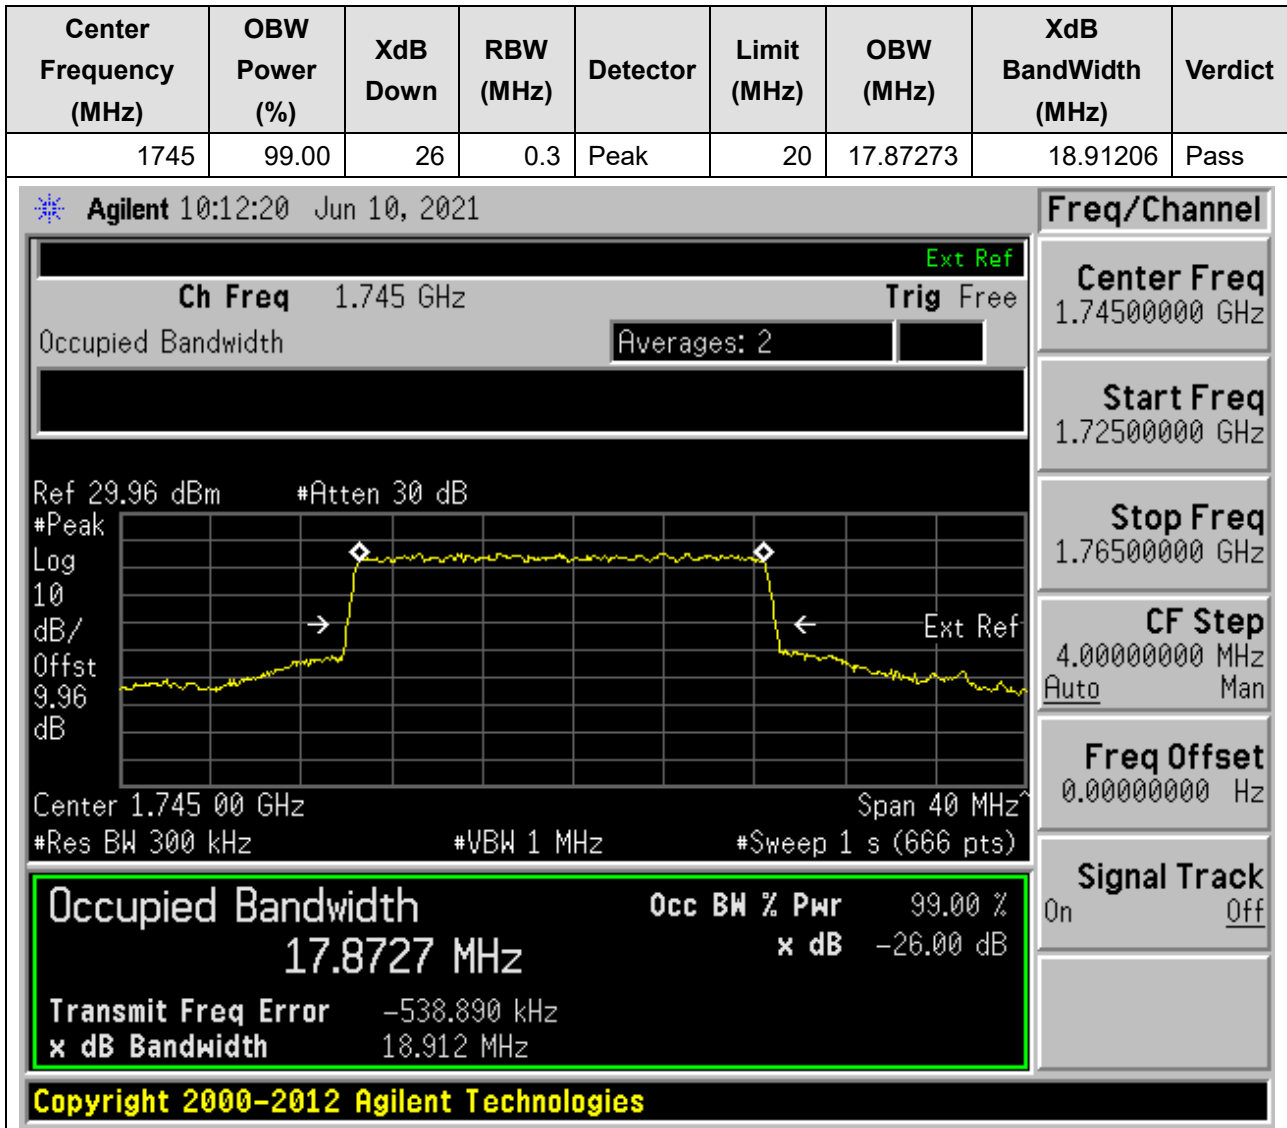 Center Frequency (MHz) OBW Power (%) XdB Down RBW (MHz) Detector Limit (MHz) OBW (MHz) XdB BandWidth (MHz) Verdict
1745 99.00 26 0.3 Peak 20 17.87273 18.91206 Pass
Agilent 10:12:20 Jun 10, 2021
Freq/Channel
Ext Ref
Ch Freq 1.745 GHz Trig Free
Occupied Bandwidth Averages: 2
Ref 29.96 dBm #Atten 30 dB
#Peak
Log
10
dB/
Offst
9.96
dB
Ext Ref
Center 1.745 00 GHz Span 40 MHz^
#Res BW 300 kHz #VBW 1 MHz #Sweep 1 s (666 pts)
Occupied Bandwidth Occ BW % Pwr 99.00 %
17.8727 MHz x dB -26.00 dB
Transmit Freq Error -538.890 kHz
x dB Bandwidth 18.912 MHz
Center Freq
1.74500000 GHz
Start Freq
1.72500000 GHz
Stop Freq
1.76500000 GHz
CF Step
4.00000000 MHz
Auto Man
Freq Offset
0.00000000 Hz
Signal Track
On Off
Copyright 2000-2012 Agilent Technologies